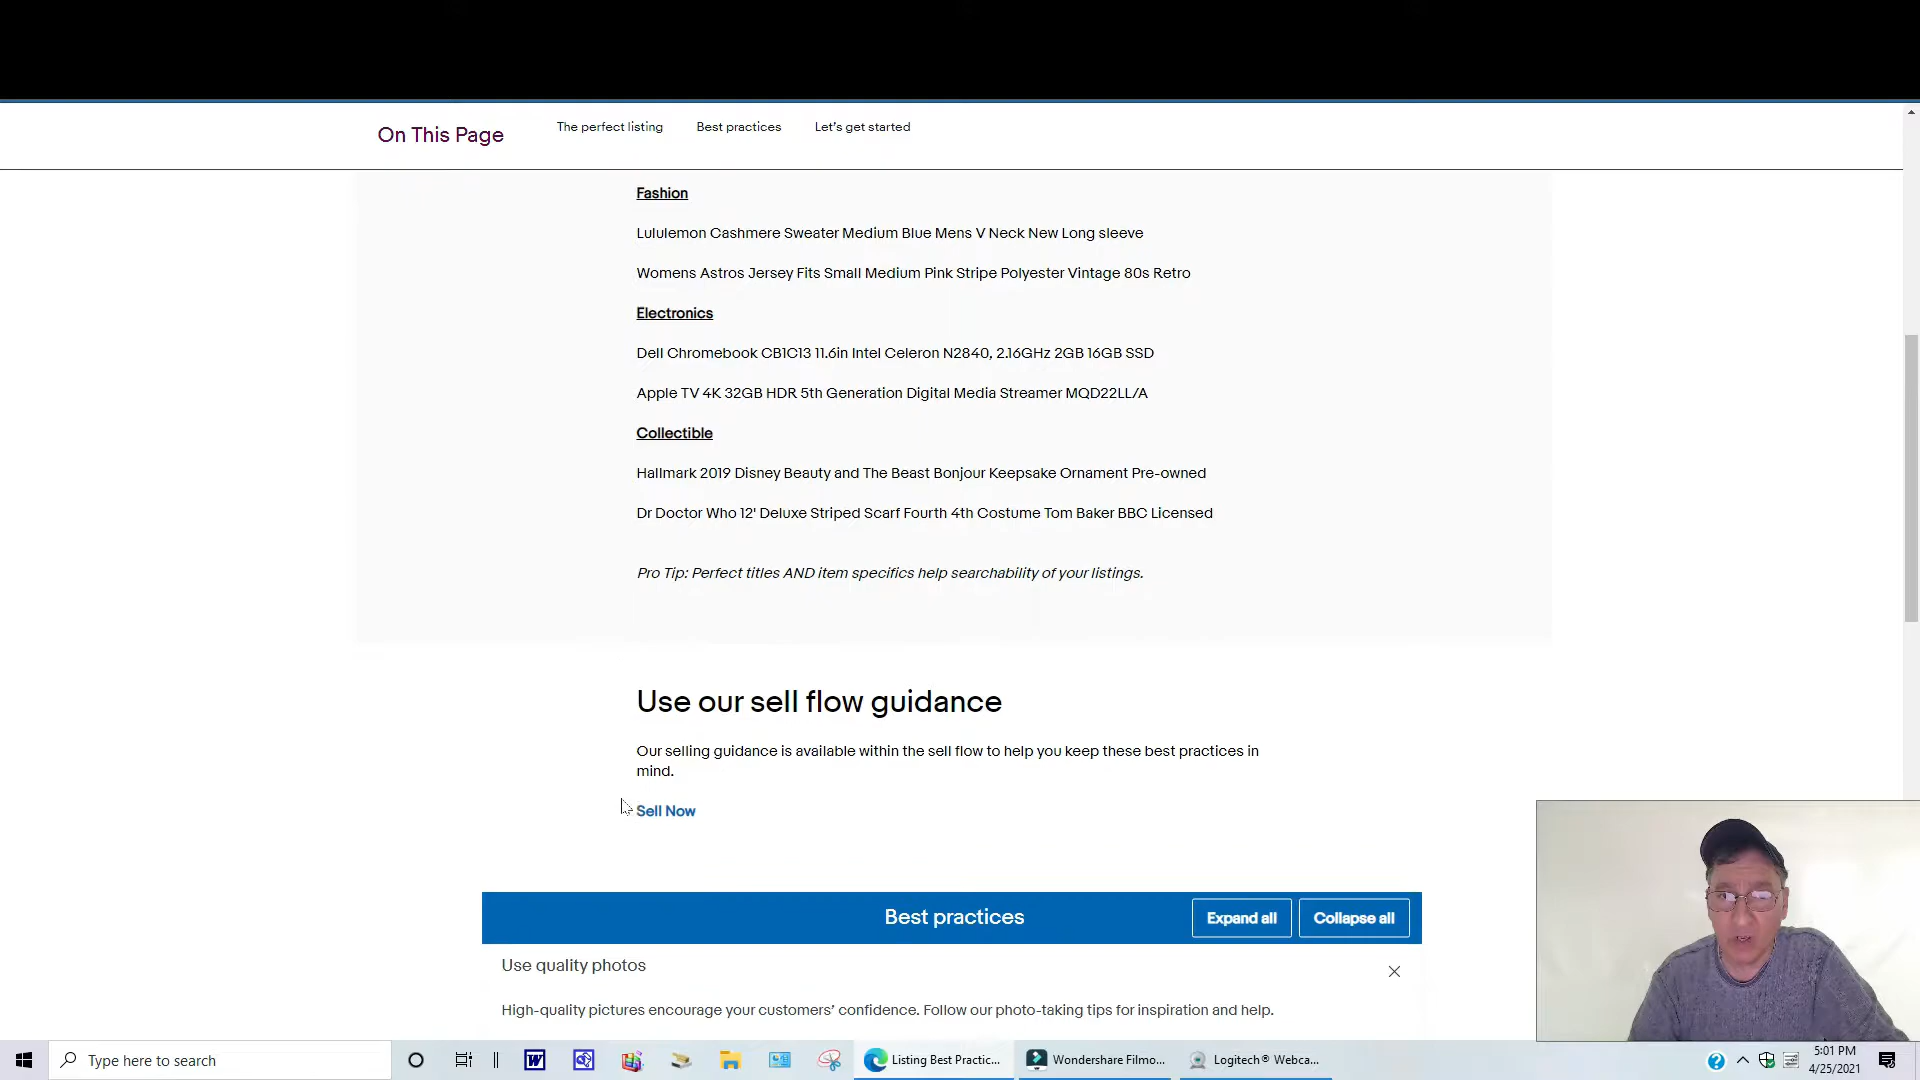 On This Page
The perfect listing
Best practices
Let's get started
Fashion
Lululemon Cashmere Sweater Medium Blue Mens V Neck New Long sleeve
Womens Astros Jersey Fits Small Medium Pink Stripe Polyester Vintage 80s Retro
Electronics
Dell Chromebook CB1C13 11.6in Intel Celeron N2840, 2.16GHz 2GB 16GB SSD
Apple TV 4K 32GB HDR 5th Generation Digital Media Streamer MQD22LL/A
Collectible
Hallmark 2019 Disney Beauty and The Beast Bonjour Keepsake Ornament Pre-owned
Dr Doctor Who 12' Deluxe Striped Scarf Fourth 4th Costume Tom Baker BBC Licensed
Pro Tip: Perfect titles AND item specifics help searchability of your listings.
Use our sell flow guidance
Our selling guidance is available within the sell flow to help you keep these best practices in
mind.
Sell Now
Best practices
Expand all
Collapse all
Use quality photos
High-quality pictures encourage your customers' confidence. Follow our photo-taking tips for inspiration and help.
Type here to search
Listing Best Practic...
Wondershare Filmo...
Logitech® Webca...
5:01 PM
4/25/2021